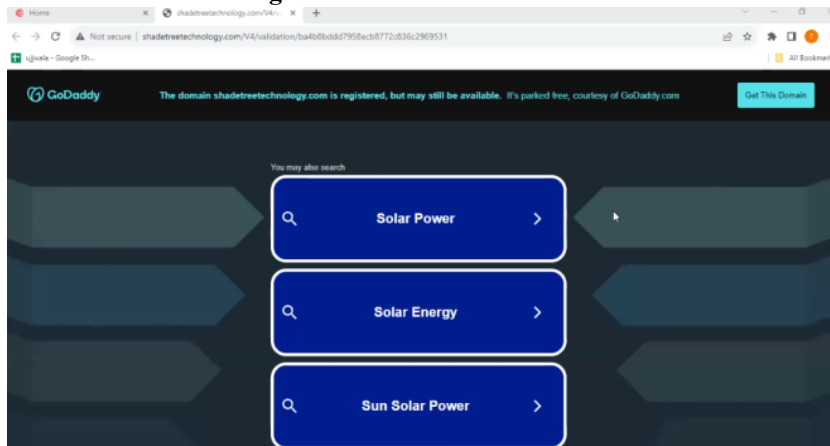 Home
shadetreetechnology.com/V4/v
Not secure | shadetreetechnology.com/V4/validation/ba4b8bddd7958ecb8772c836c2969531
ujjwala - Google Sh...
All Bookmar
GoDaddy
The domain shadetreetechnology.com is registered, but may still be available. It's parked free, courtesy of GoDaddy.com
Get This Domain
You may also search
Solar Power
Solar Energy
Sun Solar Power